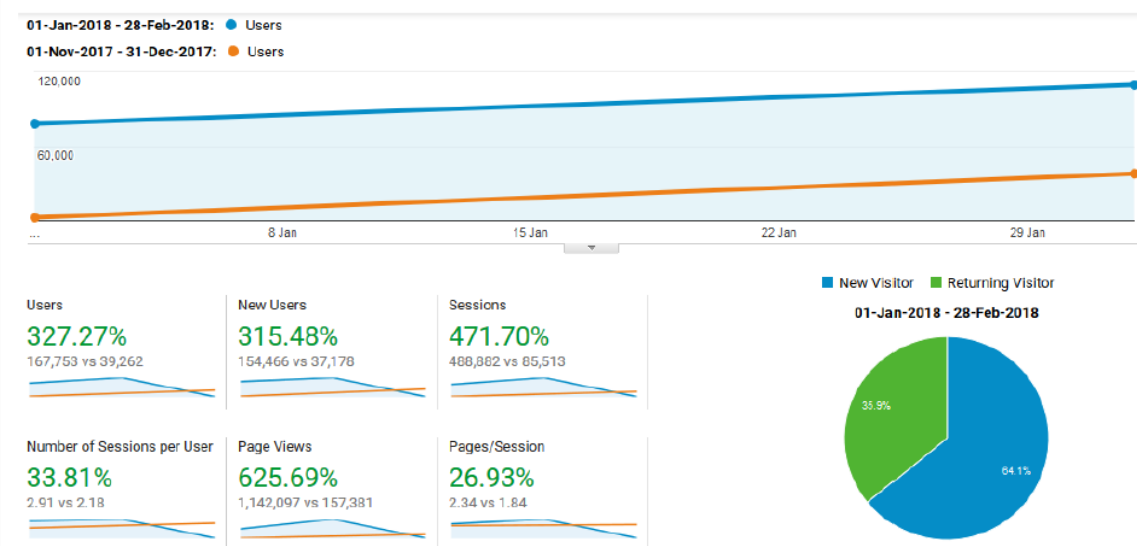 01-Jan-2018 - 28-Feb-2018: Users
01-Nov-2017 - 31-Dec-2017: Users
120,000
60,000
... 8 Jan 15 Jan 22 Jan 29 Jan
New Visitor Returning Visitor
01-Jan-2018 - 28-Feb-2018
35.9%
64.1%
Users
327.27%
167,753 vs 39,262
New Users
315.48%
154,466 vs 37,178
Sessions
471.70%
488,882 vs 85,513
Number of Sessions per User
33.81%
2.91 vs 2.18
Page Views
625.69%
1,142,097 vs 157,381
Pages/Session
26.93%
2.34 vs 1.84